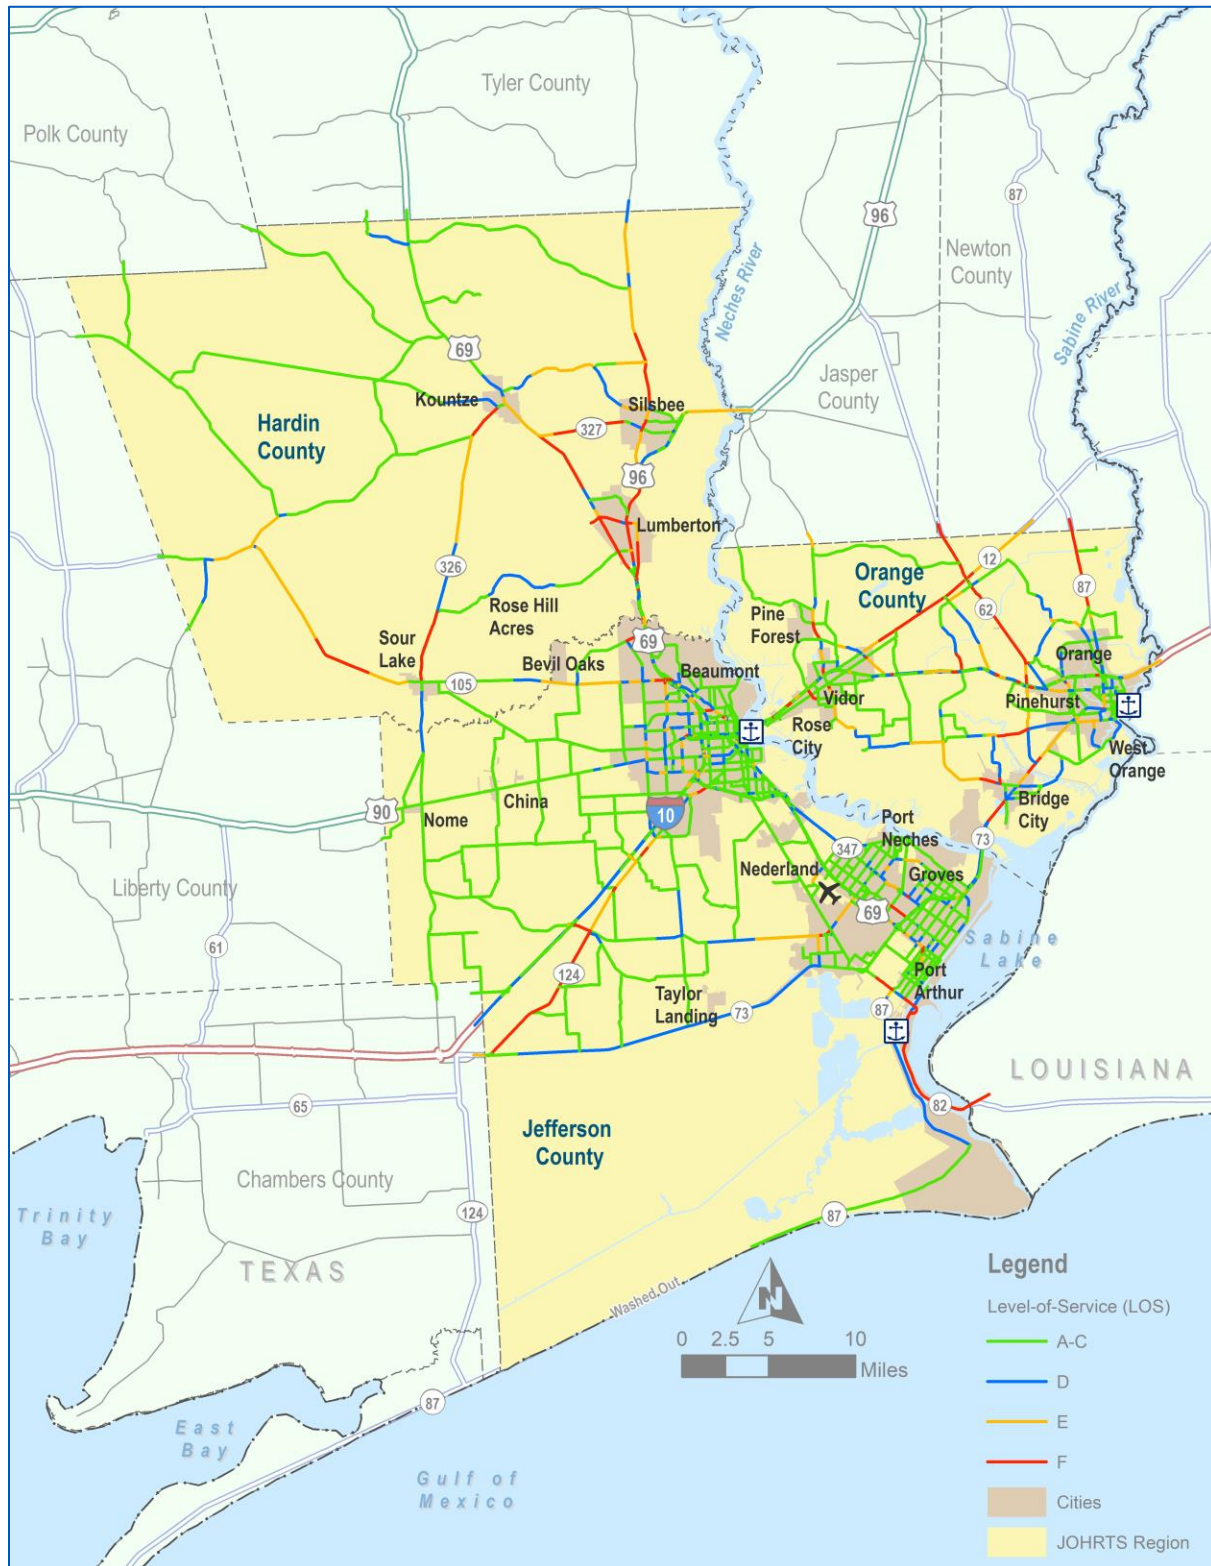 Tyler County
Polk County
87
96
Newton
County
Neches River
Sabine River
69
Jasper
County
Kountze
Silsbee
Hardin
County
327
96
Lumberton
12
326
Orange
County
87
Rose Hill
Acres
Pine
Forest
62
Sour
Lake
Bevil Oaks
69
Orange
Beaumont
105
Vidor
Pinehurst
Rose
City
West
Orange
China
90
Nome
10
Bridge
City
Port
Neches
347
73
Nederland
Groves
Liberty County
69
61
Sabine
Lake
124
Port
Arthur
Taylor
Landing
73
87
LOUISIANA
65
82
Jefferson
County
Chambers County
Trinity
Bay
124
87
TEXAS
Legend
Washed Out
N
Level-of-Service (LOS)
0 2.5 5 10
Miles
A-C
D
87
E
East
Bay
F
Gulf of
Mexico
Cities
JOHRTS Region